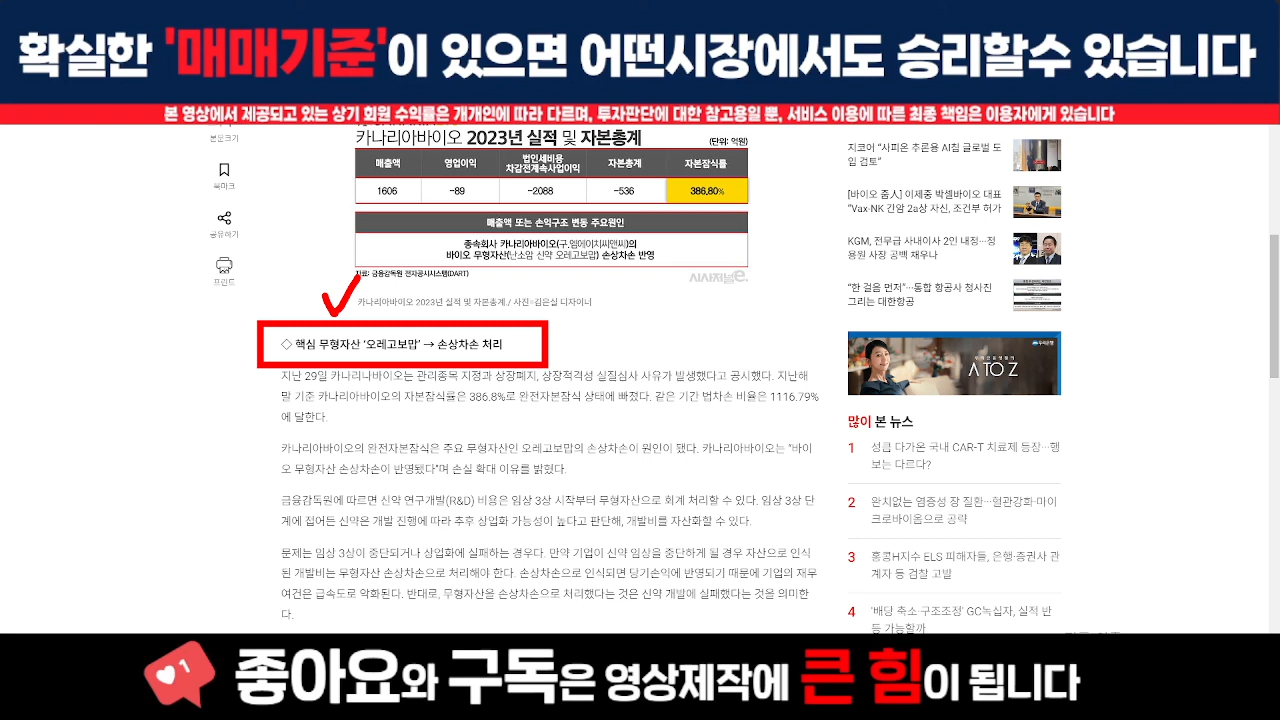 확실한 '매매기준'이 있으면 어떤시장에서도 승리할수 있습니다
본 영상에서 제공되고 있는 상기 회원 수익률은 개개인에 따라 다르며, 투자판단에 대한 참고용일 뿐, 서비스 이용에 따른 최종 책임은 이용자에게 있습니다
본문크기
북마크
공유하기
프린트
카나리아바이오 2023년 실적 및 자본총계
(단위: 억원)
매출액 영업이익 법인세비용 차감전계속사업이익 자본총계 자본잠식률
1606 -89 -2088 -536 386.80%
매출액 또는 손익구조 변동 주요원인
종속회사 카나리아바이오(구.엠에이치씨앤씨)의
바이오 무형자산(난소암 신약 오레고보맙) 손상차손 반영
자료: 금융감독원 전자공시시스템(DART)
시사저널e
카나리아바이오 2023년 실적 및 자본총계./ 사진=김은실 디자이너
◇ 핵심 무형자산 '오레고보맙' → 손상차손 처리
지난 29일 카나리나바이오는 관리종목 지정과 상장폐지, 상장적격성 실질심사 사유가 발생했다고 공시했다. 지난해
말 기준 카나리아바이오의 자본잠식률은 386.8%로 완전자본잠식 상태에 빠졌다. 같은 기간 법차손 비율은 1116.79%
에 달한다.
카나리아바이오의 완전자본잠식은 주요 무형자산인 오레고보맙의 손상차손이 원인이 됐다. 카나리아바이오는 "바이
오 무형자산 손상차손이 반영됐다"며 손실 확대 이유를 밝혔다.
금융감독원에 따르면 신약 연구개발(R&D) 비용은 임상 3상 시작부터 무형자산으로 회계 처리할 수 있다. 임상 3상 단
계에 접어든 신약은 개발 진행에 따라 추후 상업화 가능성이 높다고 판단해, 개발비를 자산화할 수 있다.
문제는 임상 3상이 중단되거나 상업화에 실패하는 경우다. 만약 기업이 신약 임상을 중단하게 될 경우 자산으로 인식
된 개발비는 무형자산 손상차손으로 처리해야 한다. 손상차손으로 인식되면 당기손익에 반영되기 때문에 기업의 재무
여건은 급속도로 악화된다. 반대로, 무형자산을 손상차손으로 처리했다는 것은 신약 개발에 실패했다는 것을 의미한
다.
지코어 "사피온 추론용 AI칩 글로벌 도
입 검토"
[바이오 줌人] 이제중 박셀바이오 대표
"Vax-NK 간암 2a상 자신, 조건부 허가
KGM, 전무급 사내이사 2인 내정…정
용원 사장 공백 채우나
"한 걸음 먼저"…통합 항공사 청사진
그리는 대한항공
우리은행
A TO Z
많이 본 뉴스
1 성큼 다가온 국내 CAR-T 치료제 등장…행
보는 다르다?
2 완치없는 염증성 장 질환…혈관강화·마이
크로바이옴으로 공략
3 홍콩H지수 ELS 피해자들, 은행·증권사 관
계자 등 검찰 고발
4 '배당 축소·구조조정' GC녹십자, 실적 반
등 가능할까
1
좋아요와 구독은 영상제작에 큰 힘이 됩니다